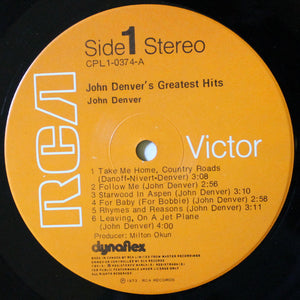 Side 1 Stereo
CPL1-0374-A
John Denver's Greatest Hits
John Denver
RCA
Victor
1 Take Me Home, Country Roads
(Danoff-Nivert-Denver) 3:08
2 Follow Me (John Denver) 2:56
3 Starwood in Aspen (John Denver) 3:10
4 For Baby (For Bobbie) (John Denver) 3:00
5 Rhymes and Reasons (John Denver) 3:11
6 Leaving, On A Jet Plane
(John Denver) 4:00
Producer: Milton Okun
dynaflex
© 1973, RCA RECORDS